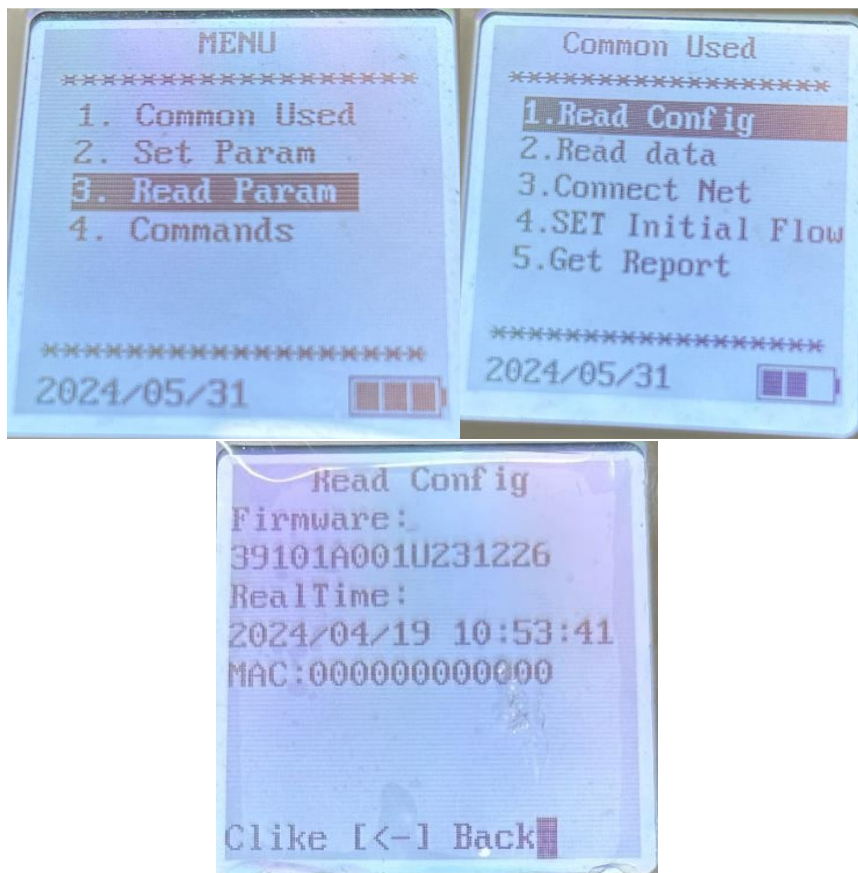 MENU
******************
1. Common Used
2. Set Param
3. Read Param
4. Commands
******************
2024/05/31
Common Used
******************
1.Read Config
2.Read data
3.Connect Net
4.SET Initial Flow
5.Get Report
******************
2024/05/31
Read Config
Firmware:
39101A001U231226
RealTime:
2024/04/19 10:53:41
MAC:000000000000
Clike [<-] Back